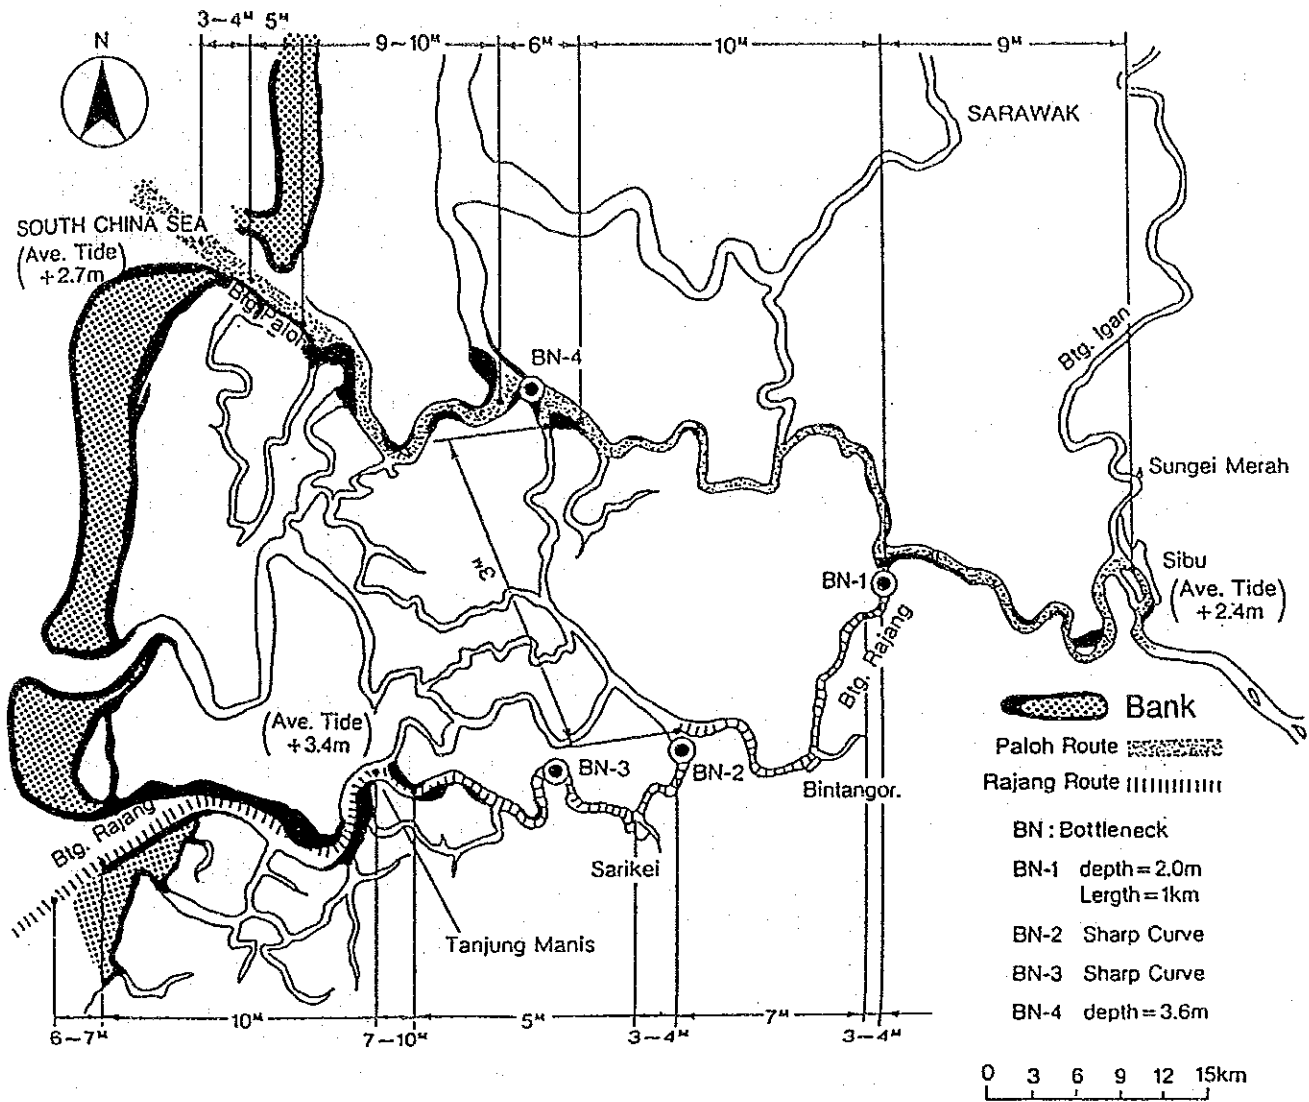 3~4M 5M
9~10M
6M
10M
9M
N
SARAWAK
SOUTH CHINA SEA
(Ave. Tide)
+2.7m
Btg. Paloh
BN-4
Btg. Igan
Sungei Merah
3M
BN-1
Sibu
(Ave. Tide)
+2.4m
Btg. Rajang
(Ave. Tide)
+3.4m
BN-3
BN-2
Bintangor.
Bank
Paloh Route
Rajang Route
Btg. Rajang
Sarikei
Tanjung Manis
BN : Bottleneck
BN-1 depth=2.0m
Lergth=1km
BN-2 Sharp Curve
BN-3 Sharp Curve
BN-4 depth=3.6m
6~7M
10M
7~10M
5M
3~4M
7M
3~4M
0 3 6 9 12 15km